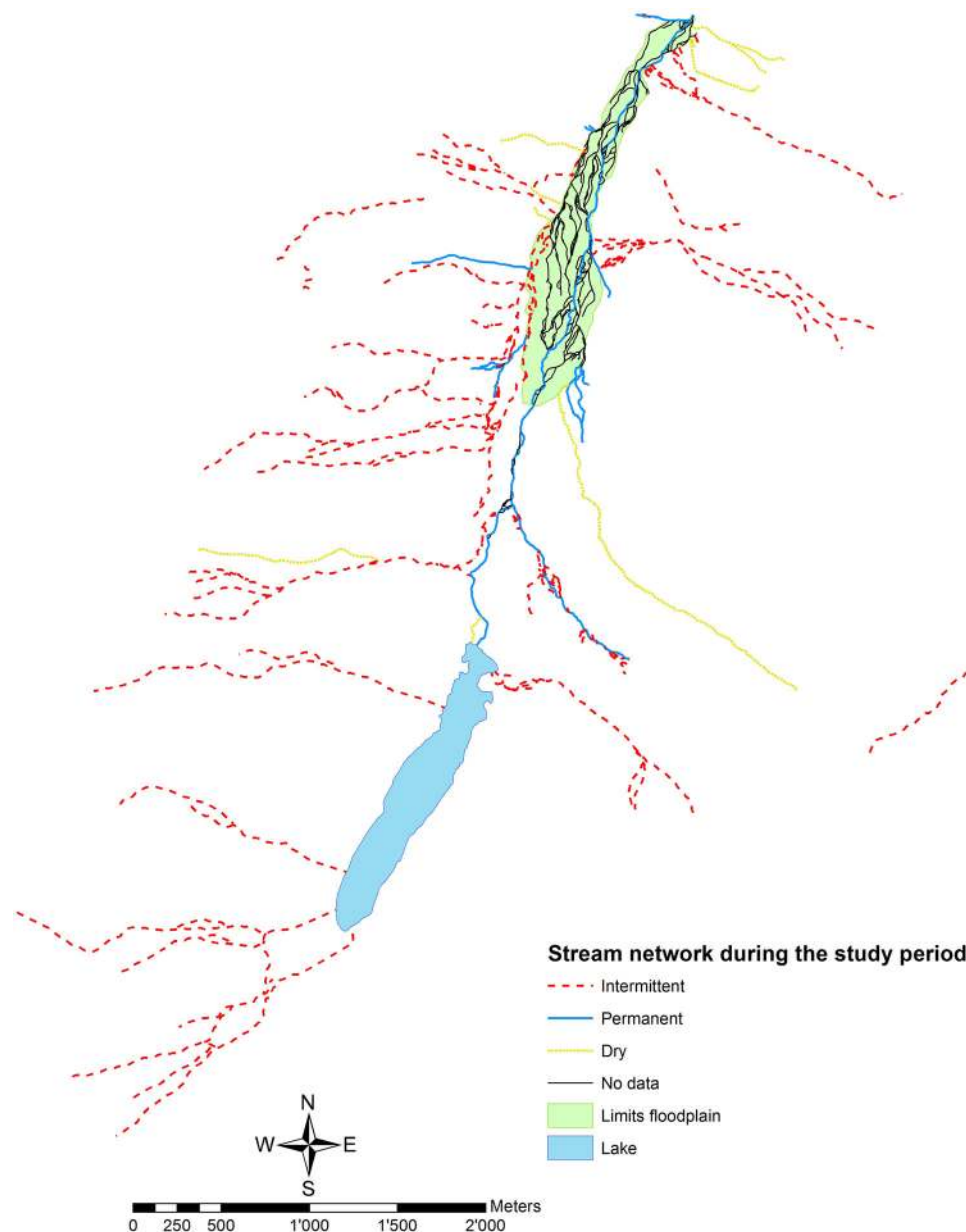 Stream network during the study period
Intermittent
Permanent
Dry
No data
Limits floodplain
Lake
N
W E
S
Meters
0 250 500 1'000 1'500 2'000